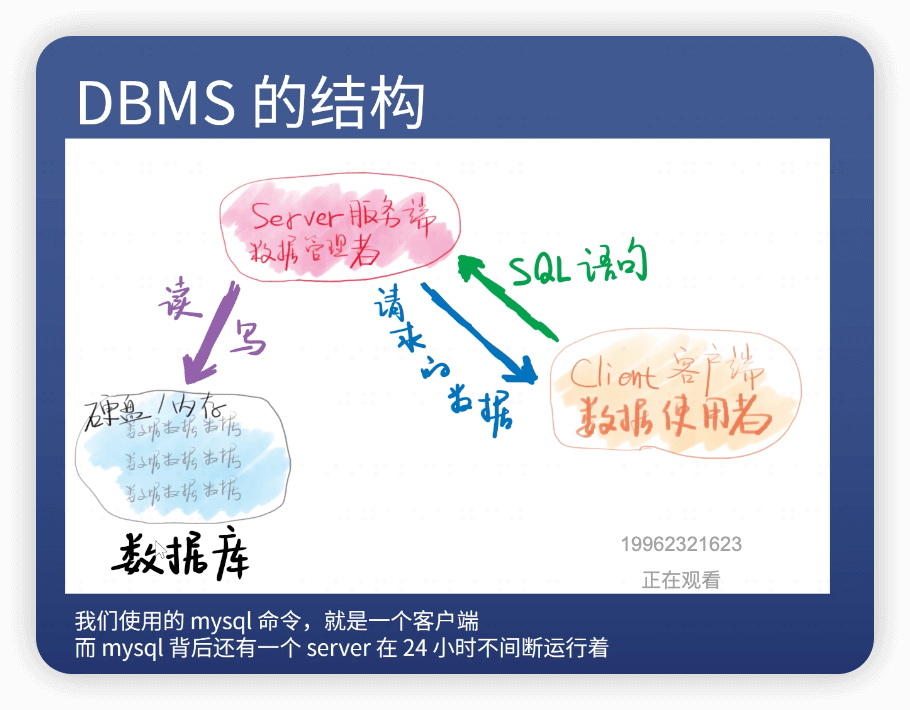 DBMS 的结构
Server 服务端
数据管理者
读
写
SQL 语句
请求的数据
Client 客户端
数据使用者
硬盘/内存
数据数据数据
数据数据数据
数据数据数据
数据库
19962321623
正在观看
我们使用的 mysql 命令，就是一个客户端
而 mysql 背后还有一个 server 在 24 小时不间断运行着